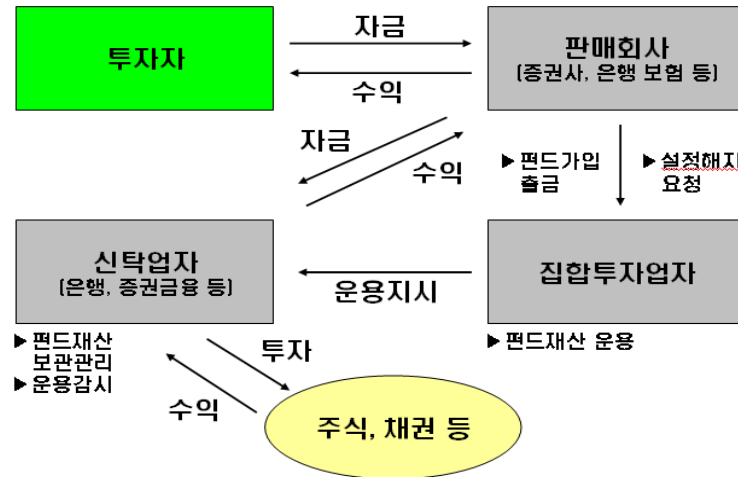 투자자
자금
수익
판매회사
(증권사, 은행 보험 등)
자금
수익
▶ 펀드가입
출금
▶ 설정해지
요청
신탁업자
(은행, 증권금융 등)
운용지시
집합투자업자
▶ 펀드재산
보관관리
▶ 운용감시
▶ 펀드재산 운용
투자
수익
주식, 채권 등